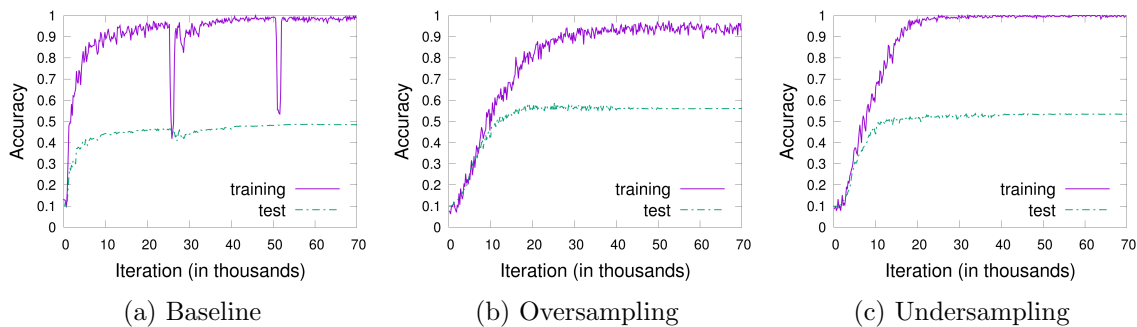 1
0.9
0.8
0.7
0.6
0.5
0.4
0.3
0.2
0.1
0
Accuracy
training
test
0 10 20 30 40 50 60 70
Iteration (in thousands)
(a) Baseline
1
0.9
0.8
0.7
0.6
0.5
0.4
0.3
0.2
0.1
0
Accuracy
training
test
0 10 20 30 40 50 60 70
Iteration (in thousands)
(b) Oversampling
1
0.9
0.8
0.7
0.6
0.5
0.4
0.3
0.2
0.1
0
Accuracy
training
test
0 10 20 30 40 50 60 70
Iteration (in thousands)
(c) Undersampling